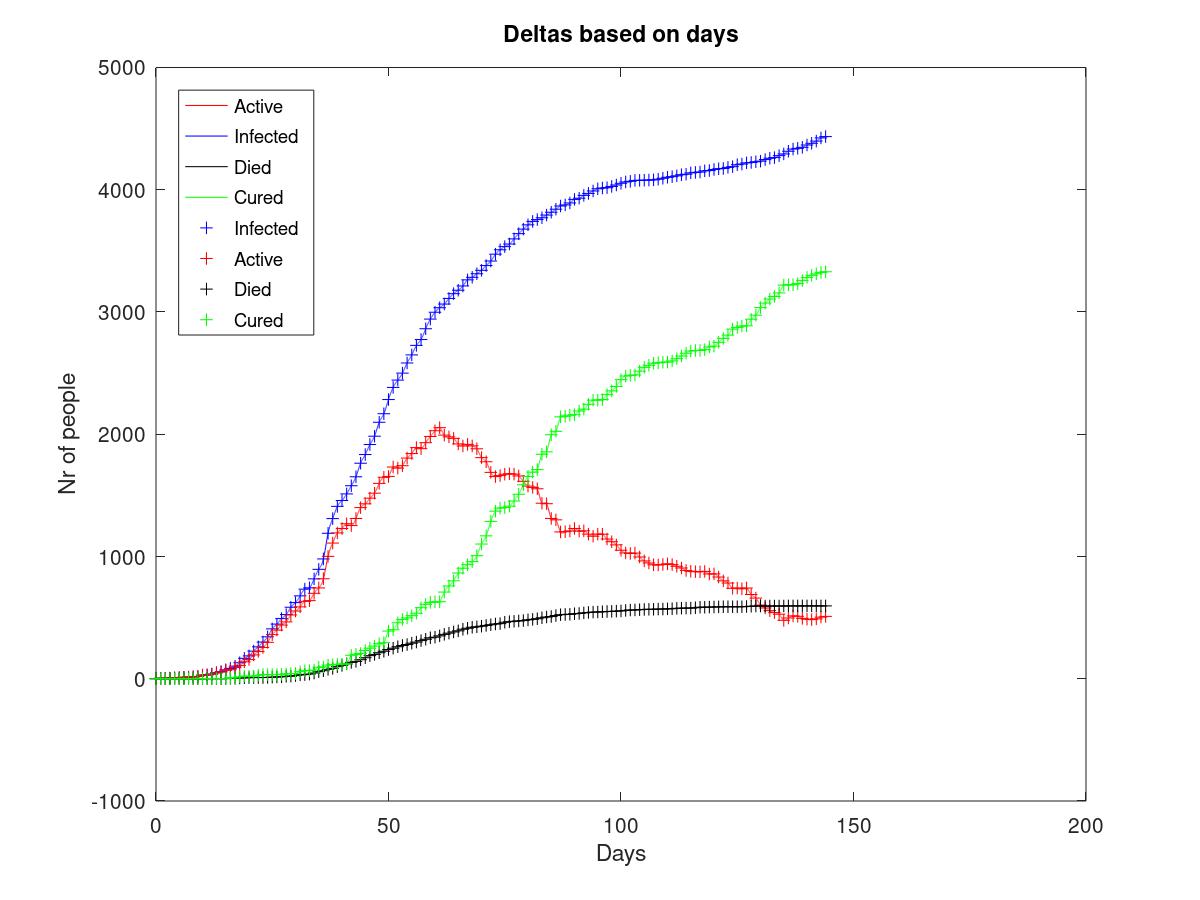 Deltas based on days
5000
4000
3000
2000
1000
0
-1000
Nr of people
Active
Infected
Died
Cured
Infected
Active
Died
Cured
0 50 100 150 200
Days